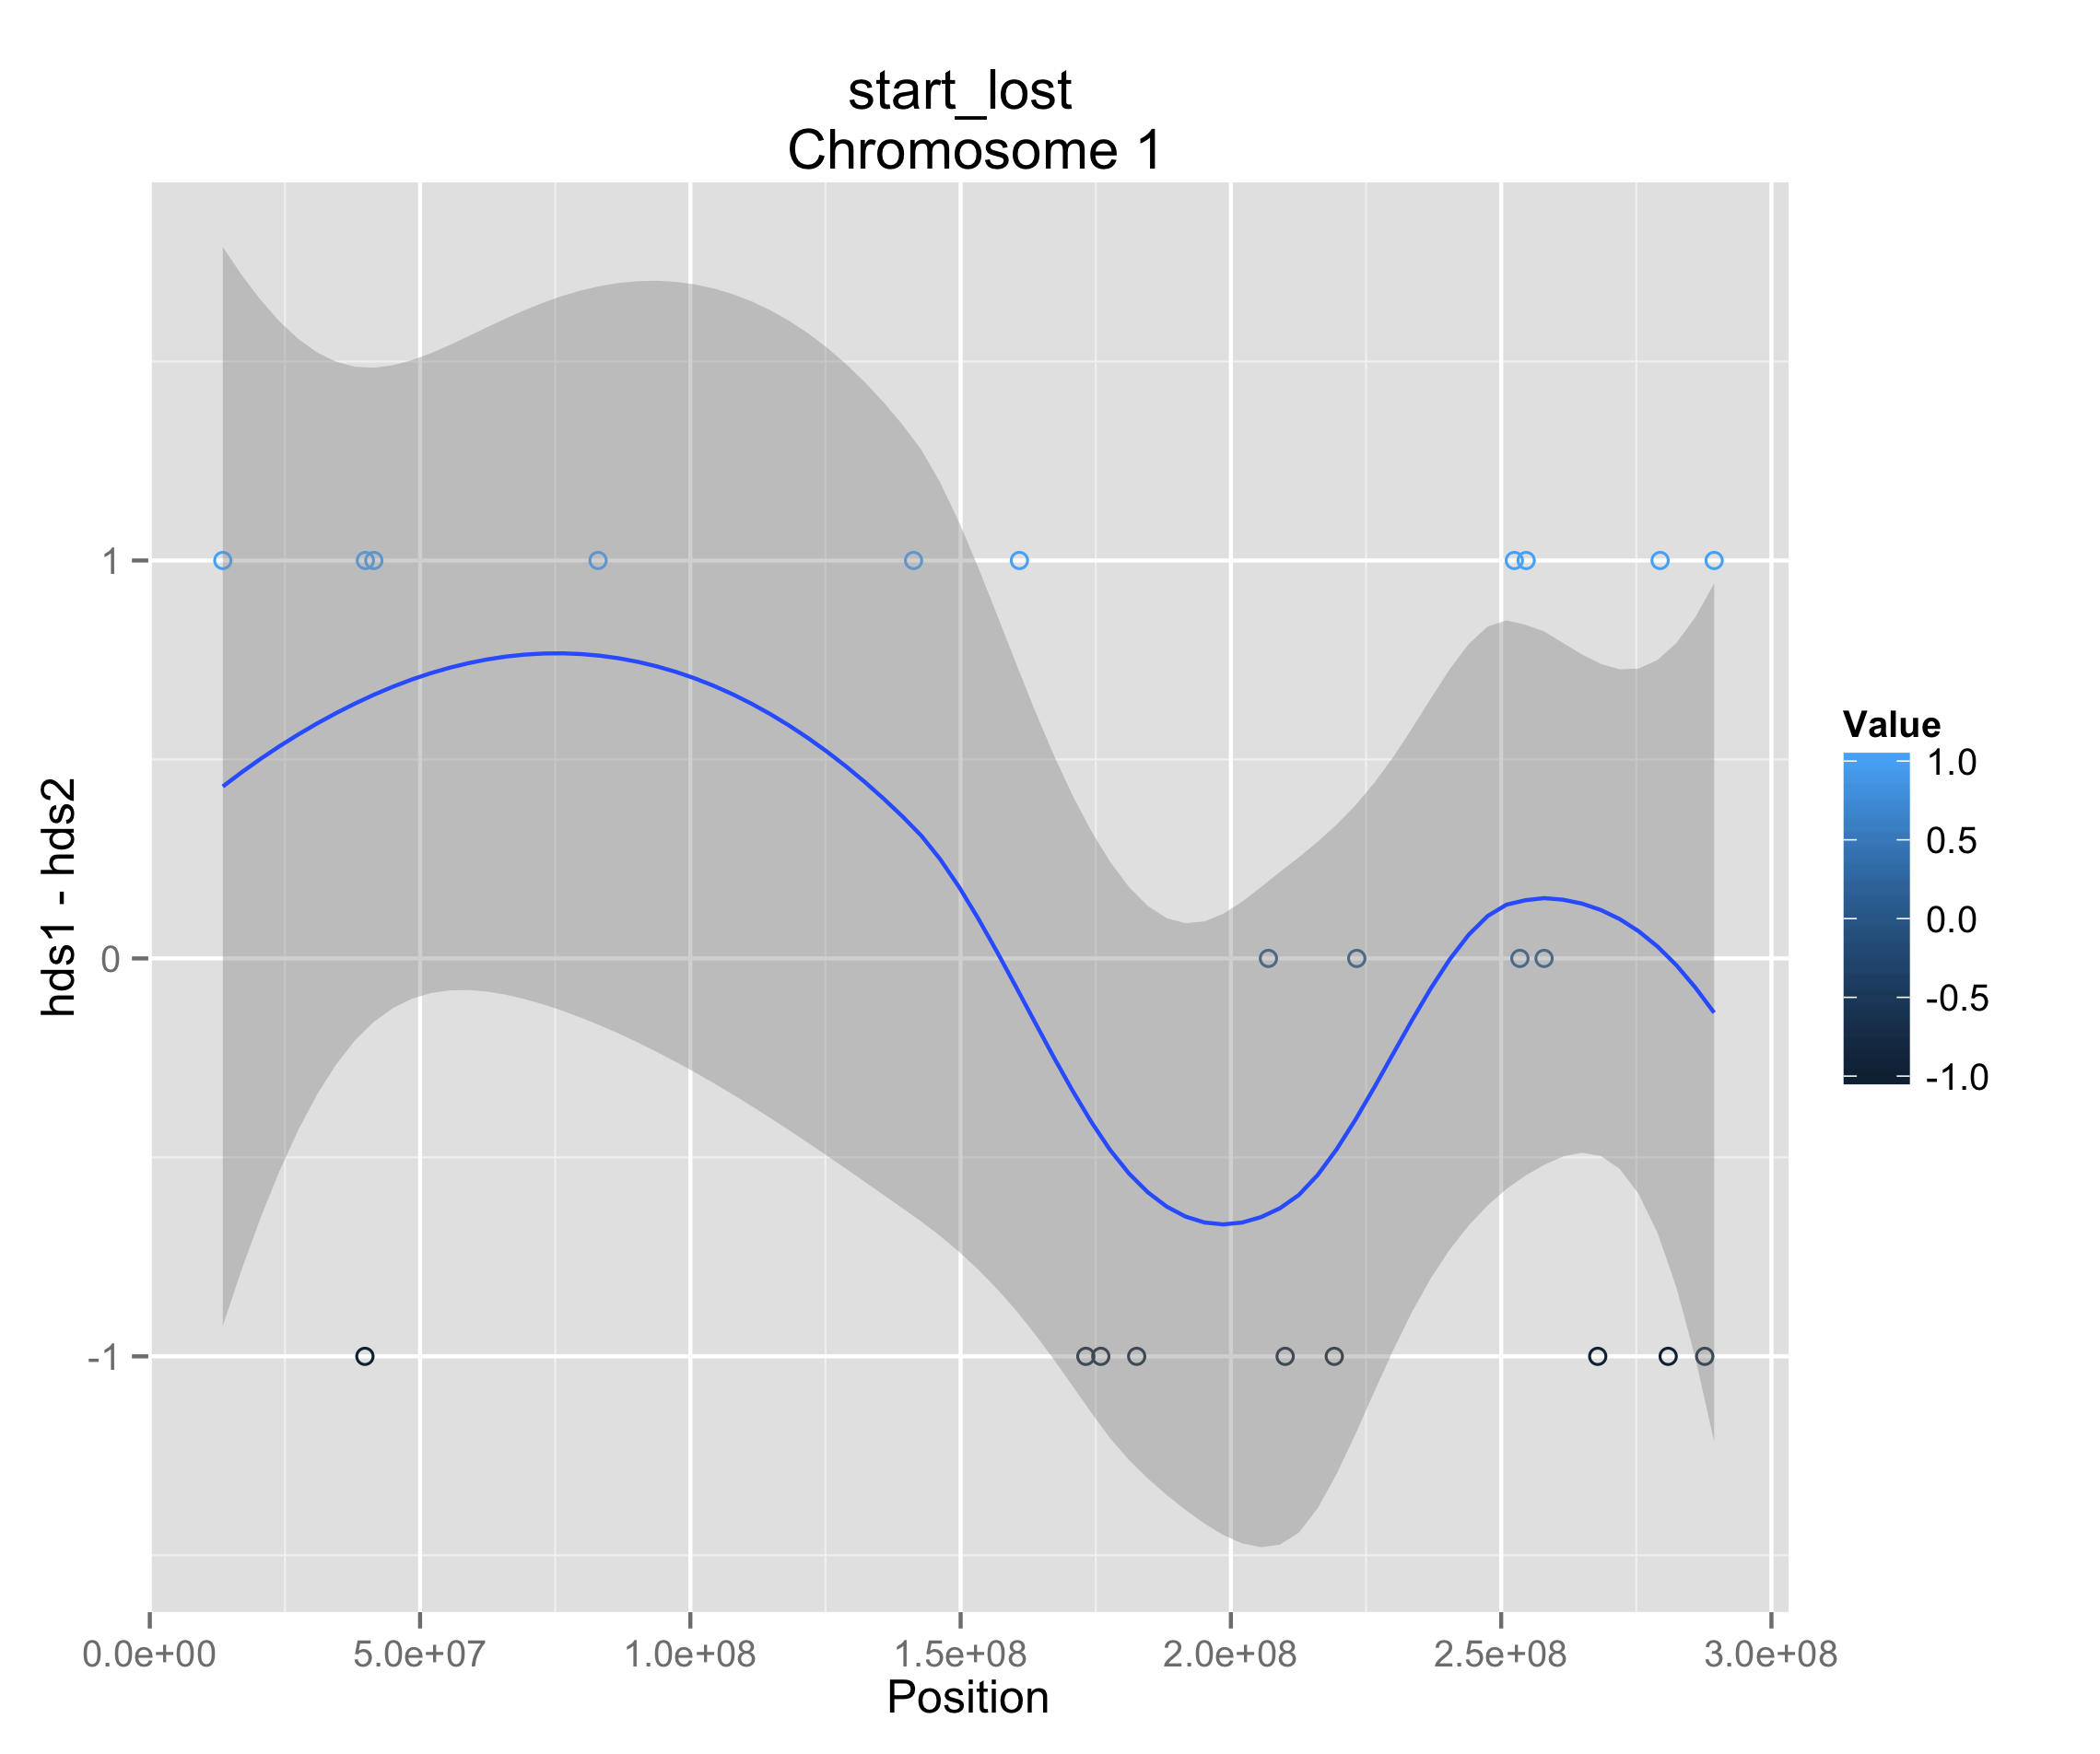 start_lost
Chromosome 1
hds1 - hds2
1
0
-1
0.0e+00 5.0e+07 1.0e+08 1.5e+08 2.0e+08 2.5e+08 3.0e+08
Position
Value
1.0
0.5
0.0
-0.5
-1.0